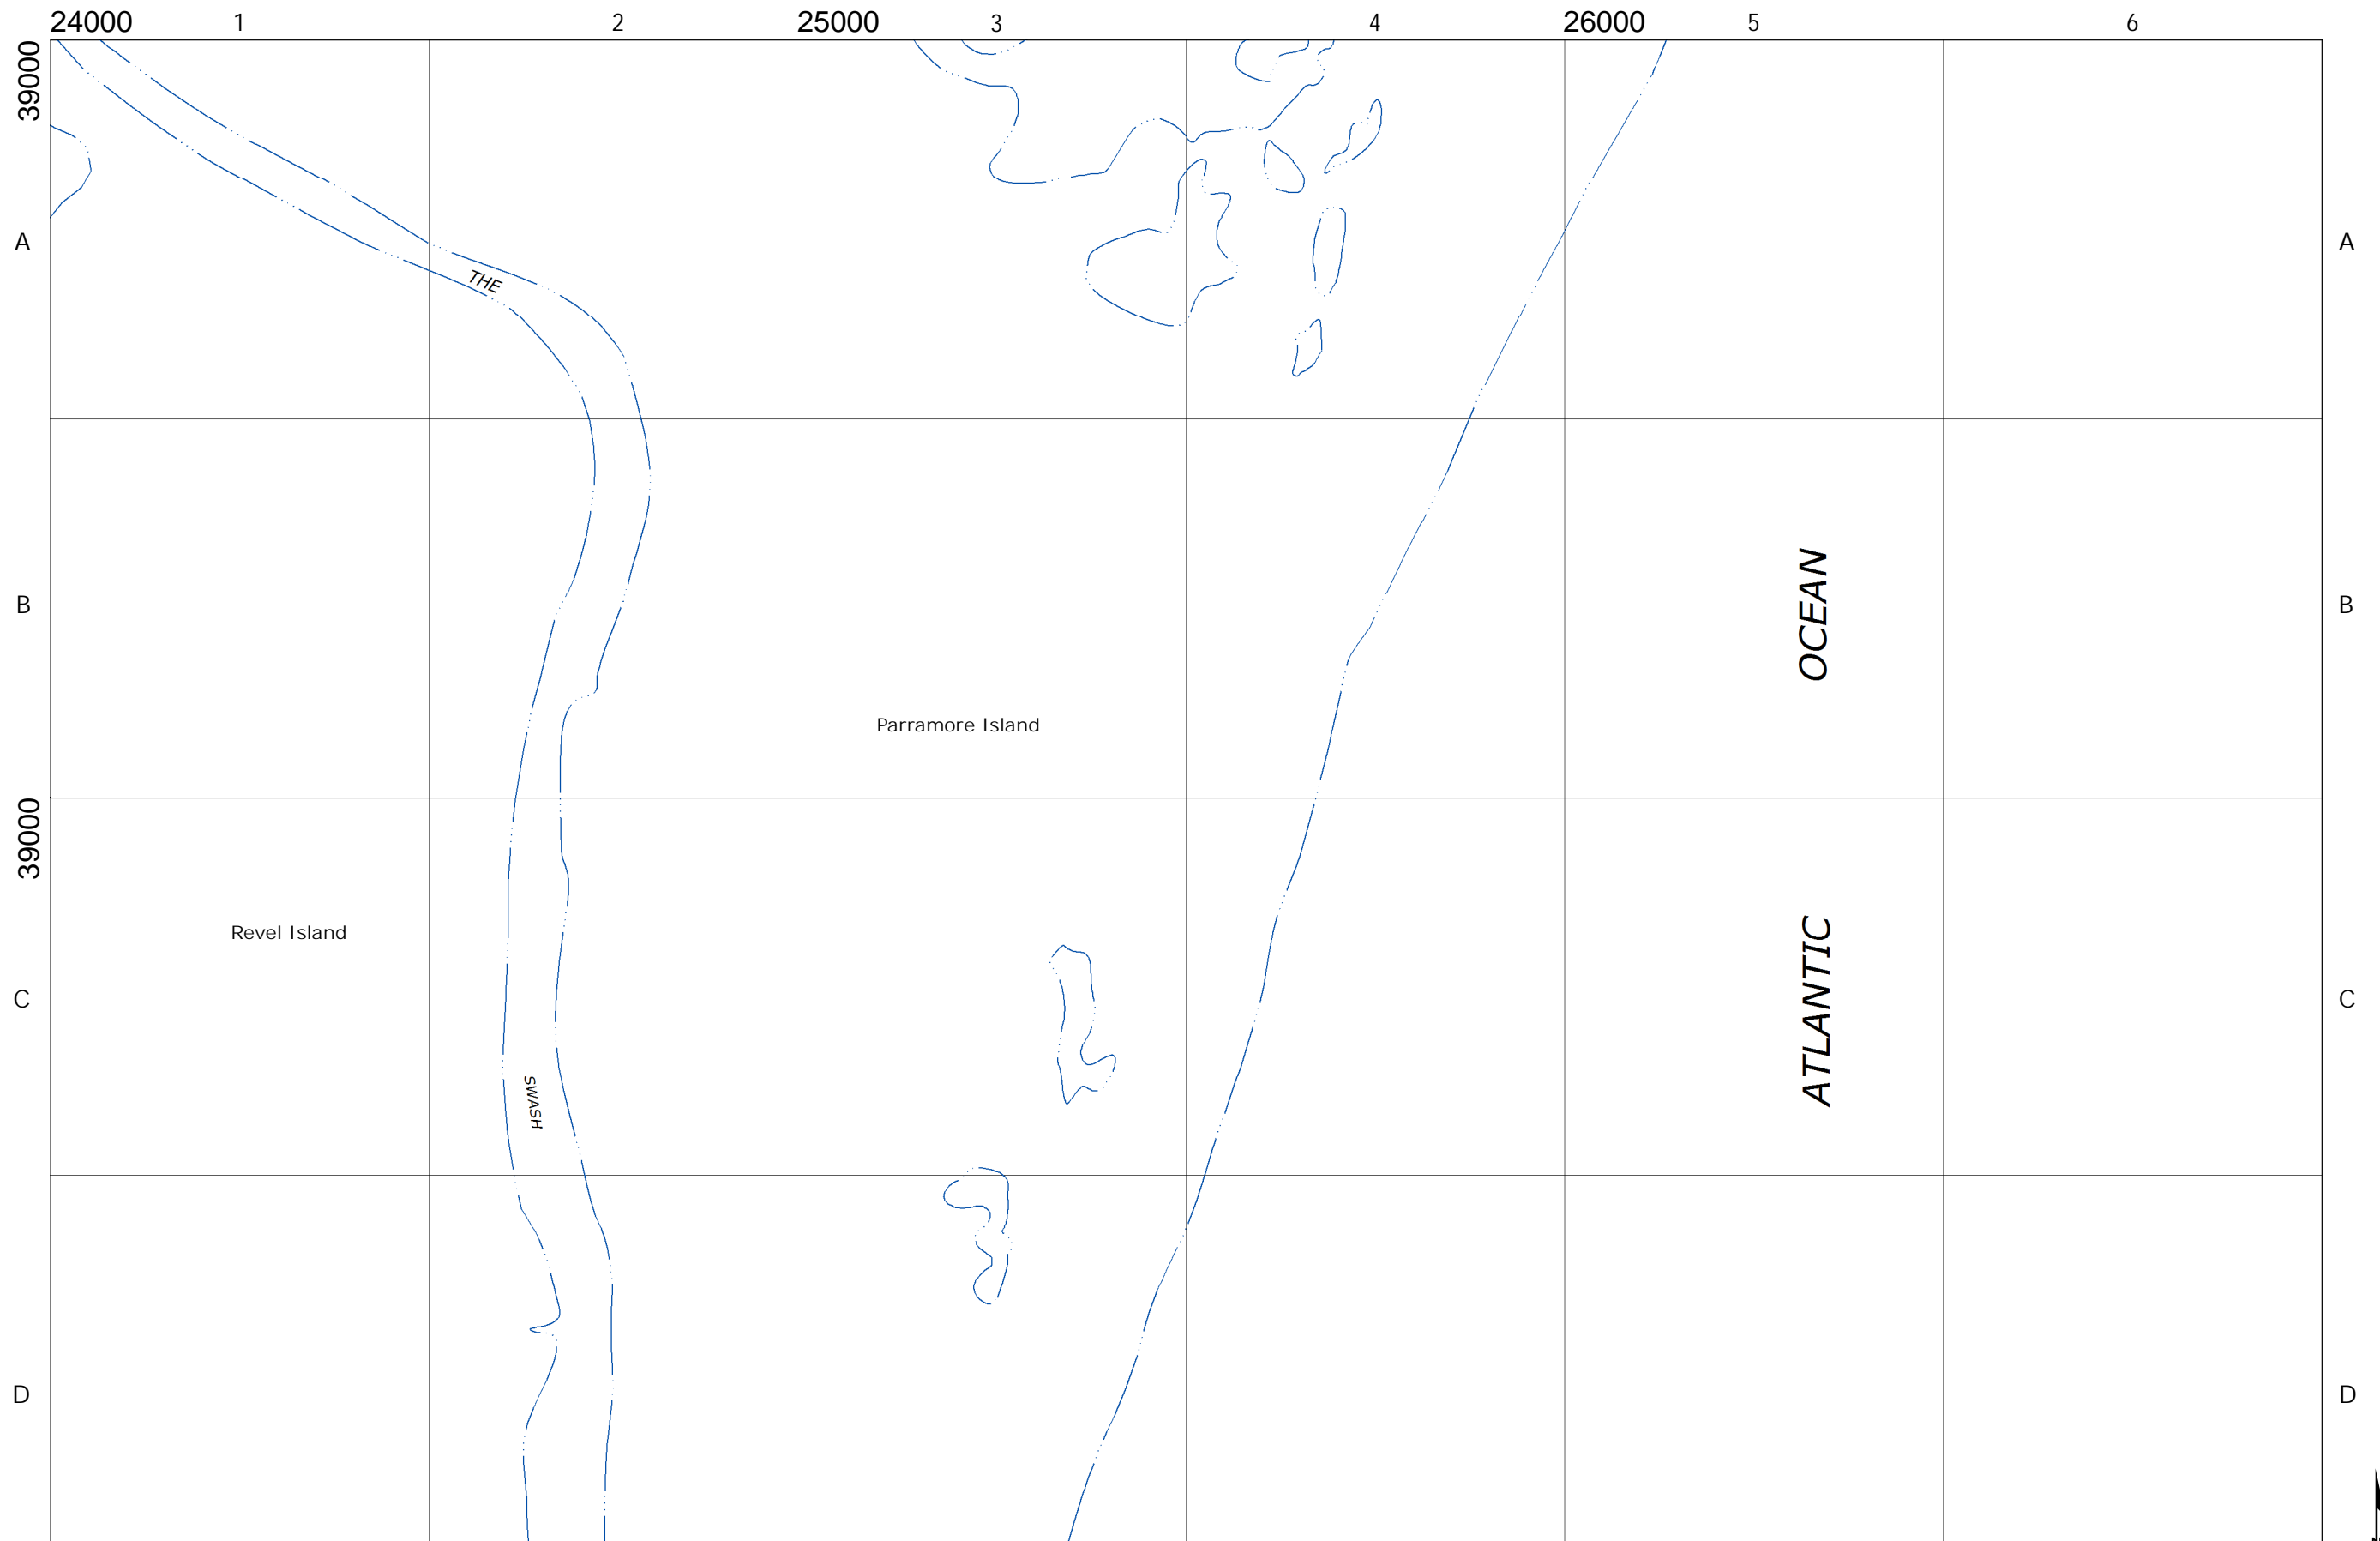 24000 1 2 25000 3 4 26000 5 6
39000
A A
THE
B OCEAN B
Parramore Island
39000
Revel Island
C ATLANTIC C
SWASH
D D